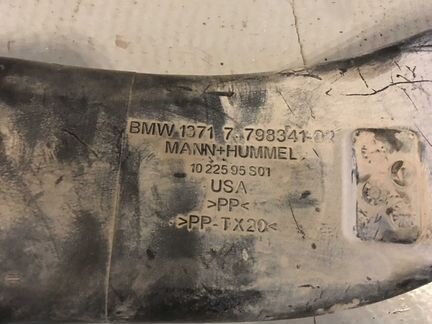 BMW 1371 7 798341-02
MANN+HUMMEL
10 225 95 S01
USA
>PP<
>PP-TX20<